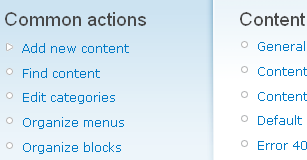 Common actions
Add new content
Find content
Edit categories
Organize menus
Organize blocks
Content
General
Content
Content
Default
Error 40